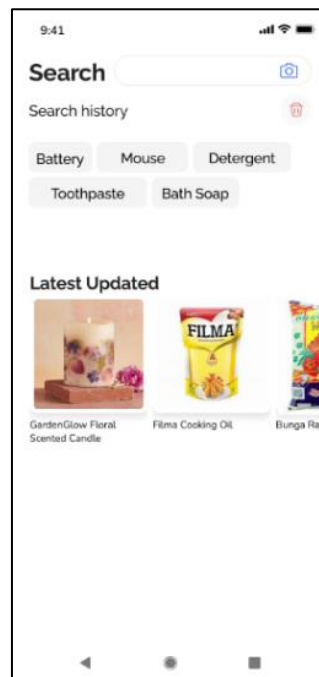 9:41
Search
Search history
Battery Mouse Detergent
Toothpaste Bath Soap
Latest Updated
FILMA
GardenGlow Floral Filma Cooking Oil Bunga Ra
Scented Candle